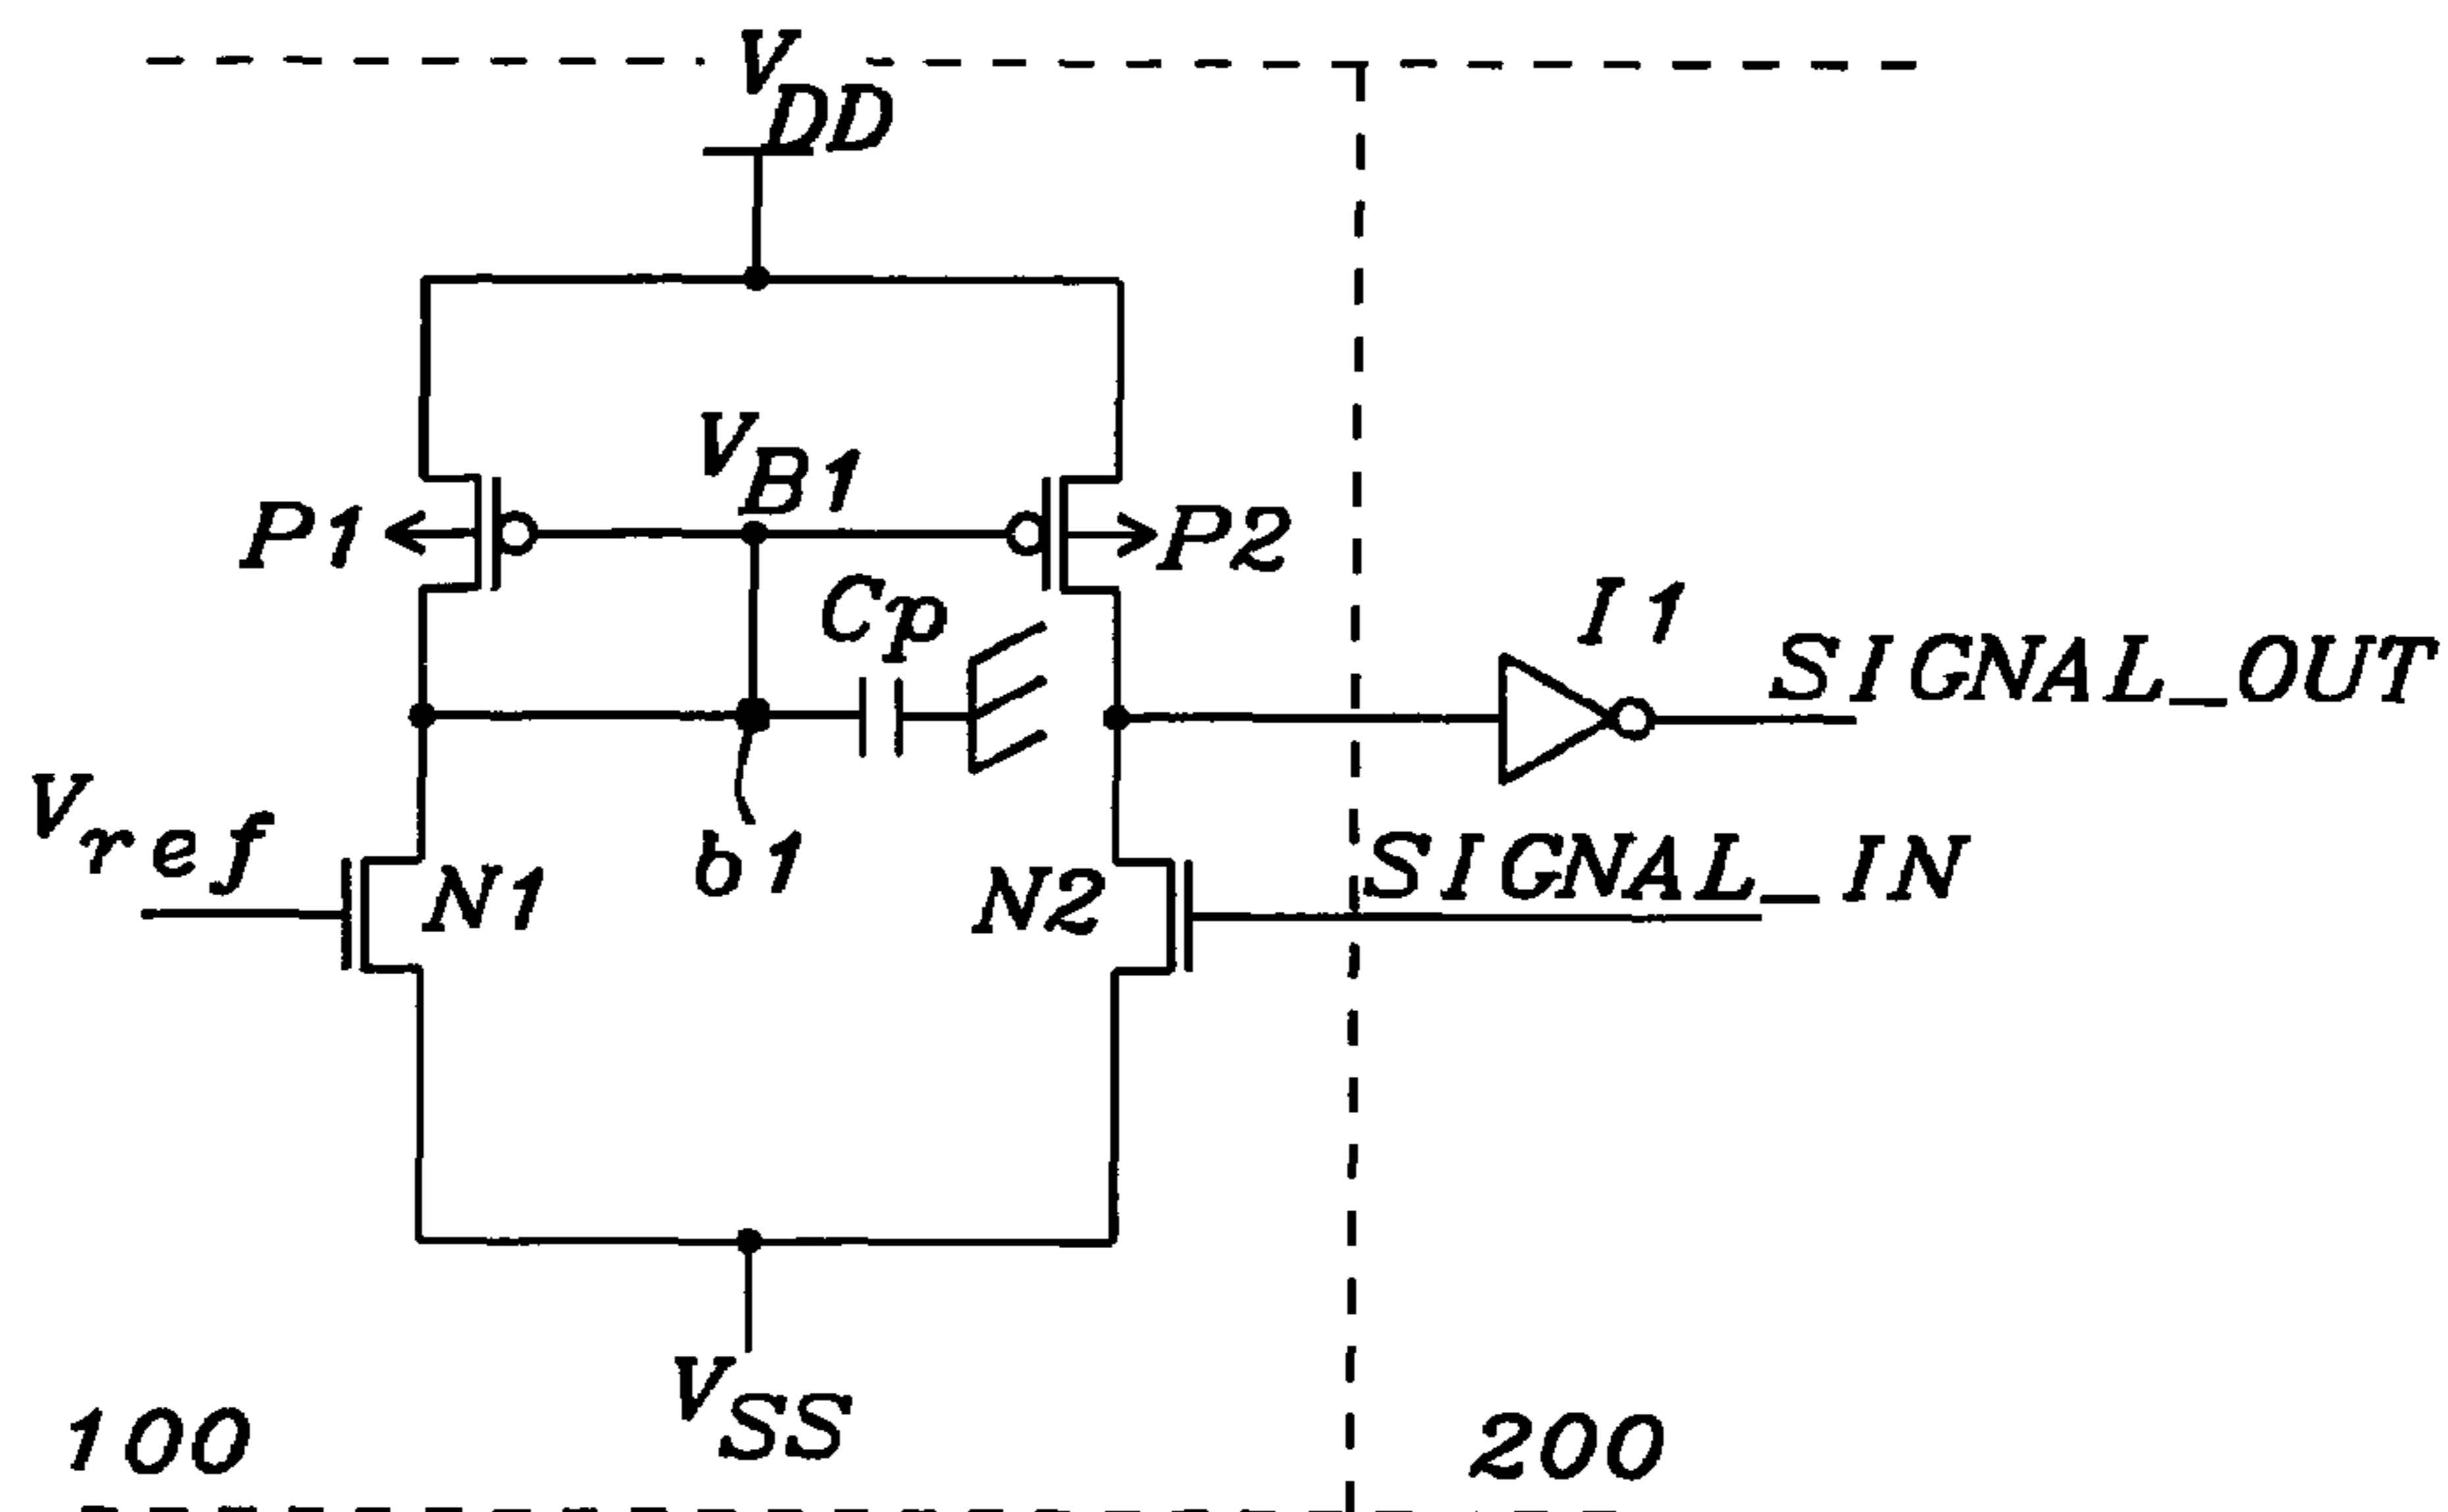 VDD
VB1
P1
P2
Cp
I1
SIGNAL_OUT
Vref
N1
b1
N2
SIGNAL_IN
VSS
100
200